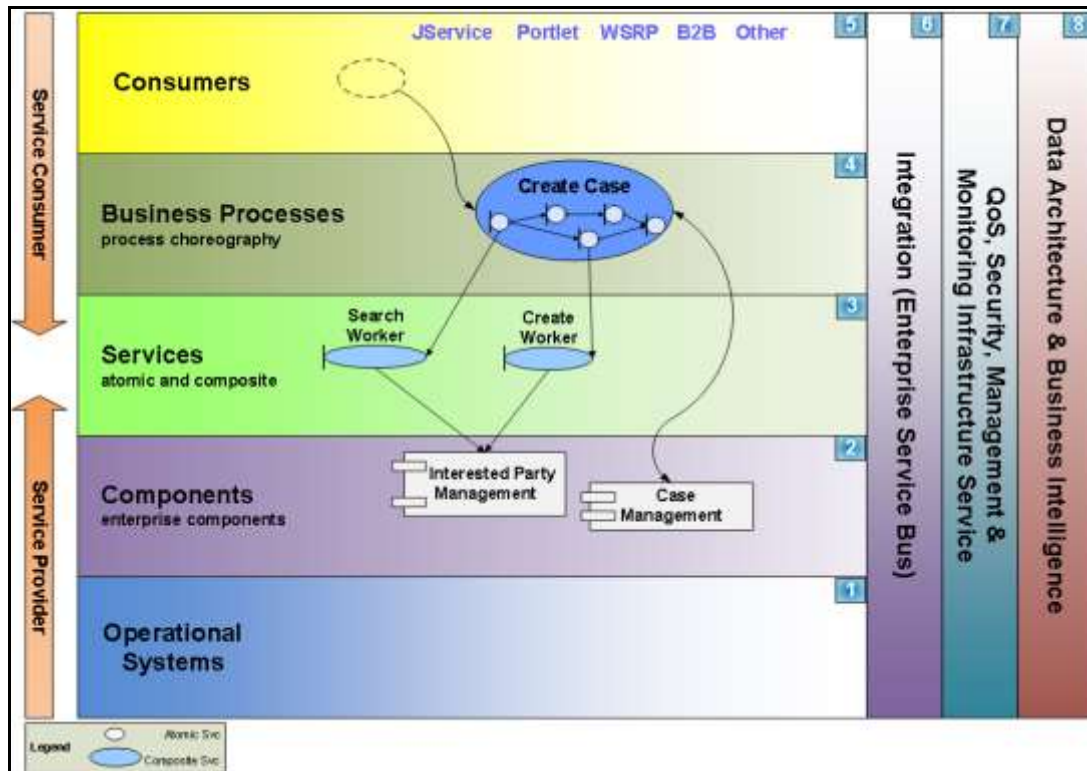 JService Portlet WSRP B2B Other
5
Consumers
4
Create Case
Business Processes
process choreography
3
Search
Worker
Create
Worker
Services
atomic and composite
2
Interested Party
Management
Case
Management
Components
enterprise components
1
Operational
Systems
Service Consumer
Service Provider
6
Integration (Enterprise Service Bus)
7
QoS, Security, Management &
Monitoring Infrastructure Service
8
Data Architecture & Business Intelligence
Legend
Atomic Svc
Composite Svc